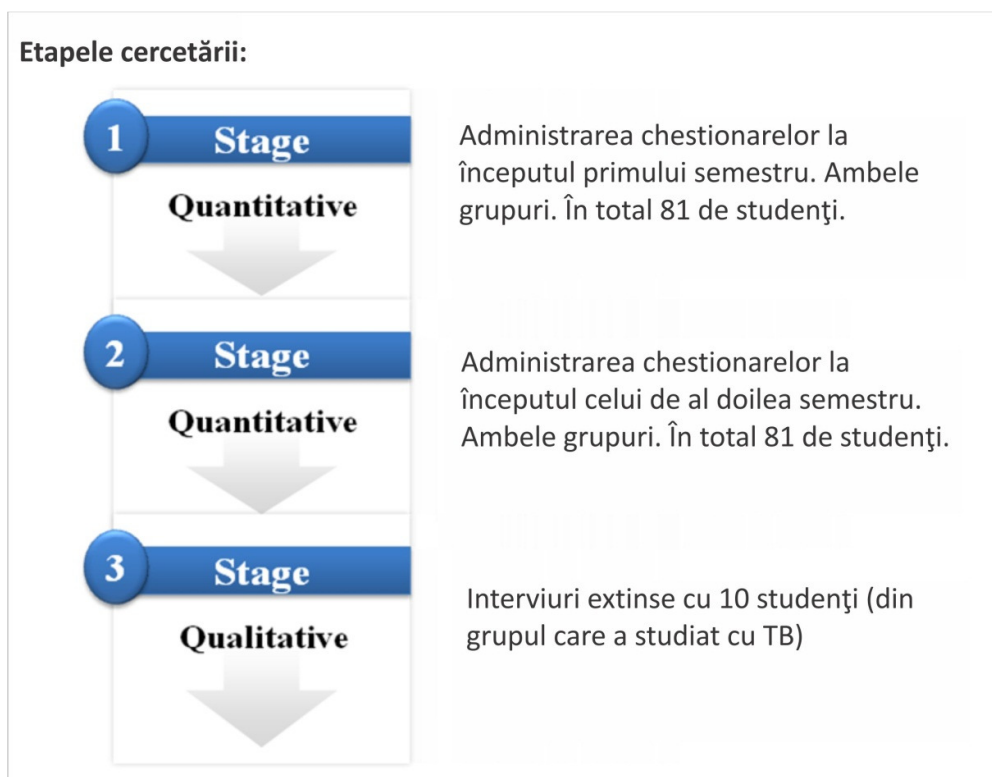 Etapele cercetării:
1 Stage
Quantitative
Administrarea chestionarelor la
începutul primului semestru. Ambele
grupuri. În total 81 de studenţi.
2 Stage
Quantitative
Administrarea chestionarelor la
începutul celui de al doilea semestru.
Ambele grupuri. În total 81 de studenţi.
3 Stage
Qualitative
Interviuri extinse cu 10 studenţi (din
grupul care a studiat cu TB)